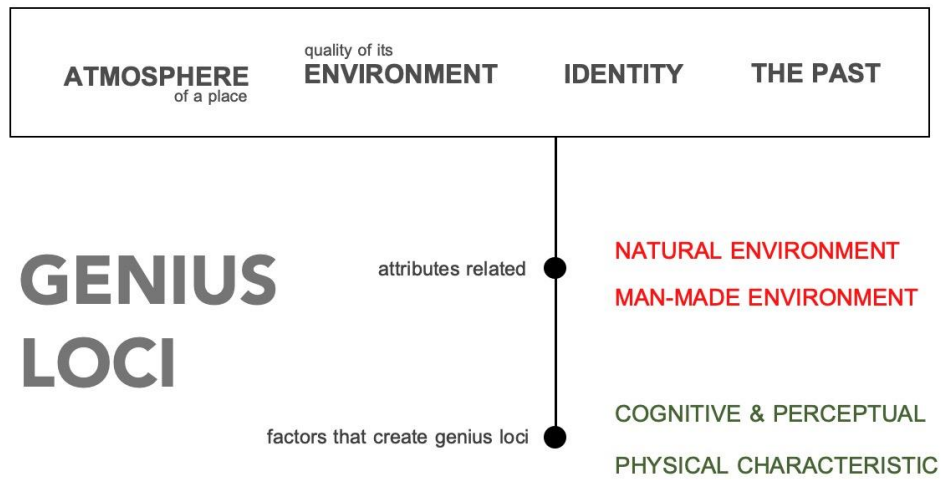 ATMOSPHERE
of a place
quality of its
ENVIRONMENT
IDENTITY
THE PAST
GENIUS
LOCI
attributes related
NATURAL ENVIRONMENT
MAN-MADE ENVIRONMENT
factors that create genius loci
COGNITIVE & PERCEPTUAL
PHYSICAL CHARACTERISTIC